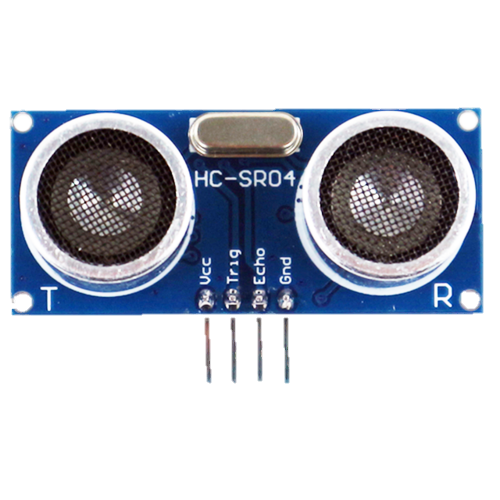 HC-SR04
Vcc
Trig
Echo
Gnd
T
R